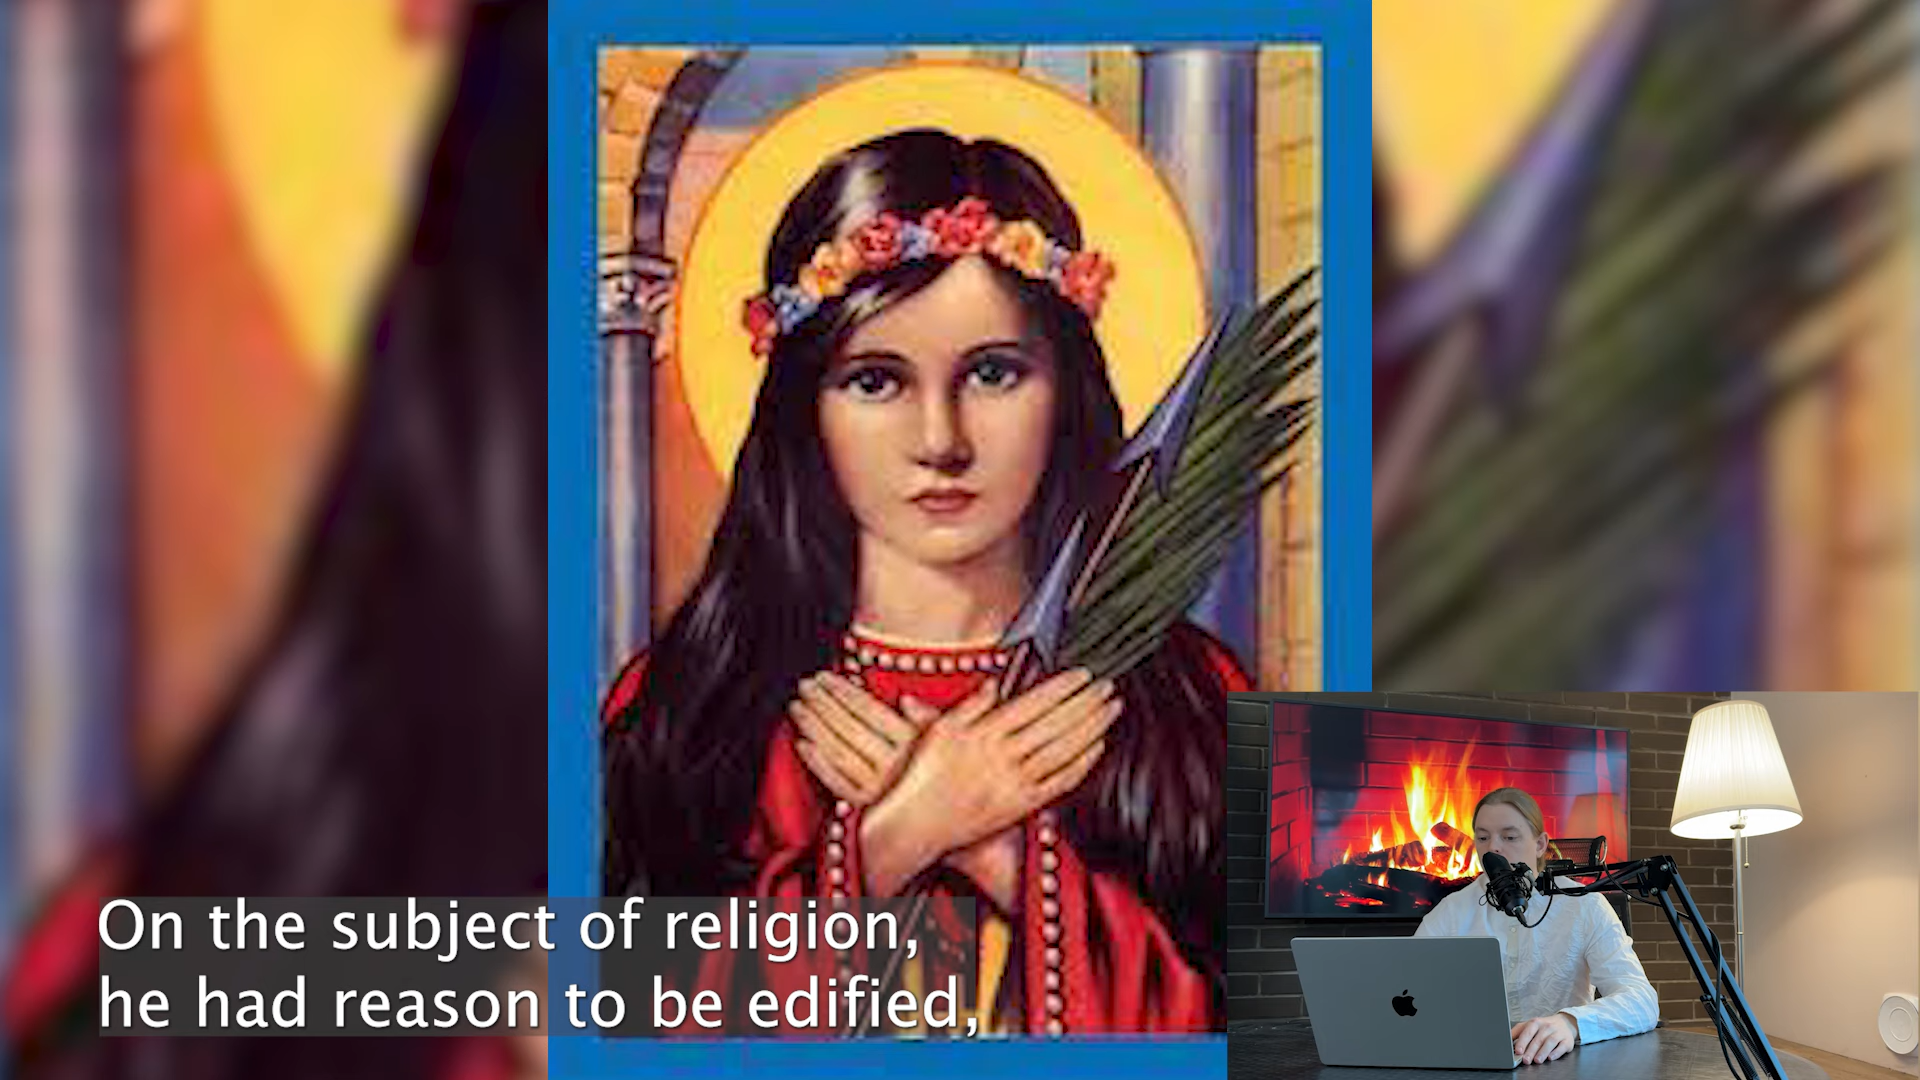 On the subject of religion,
he had reason to be edified,